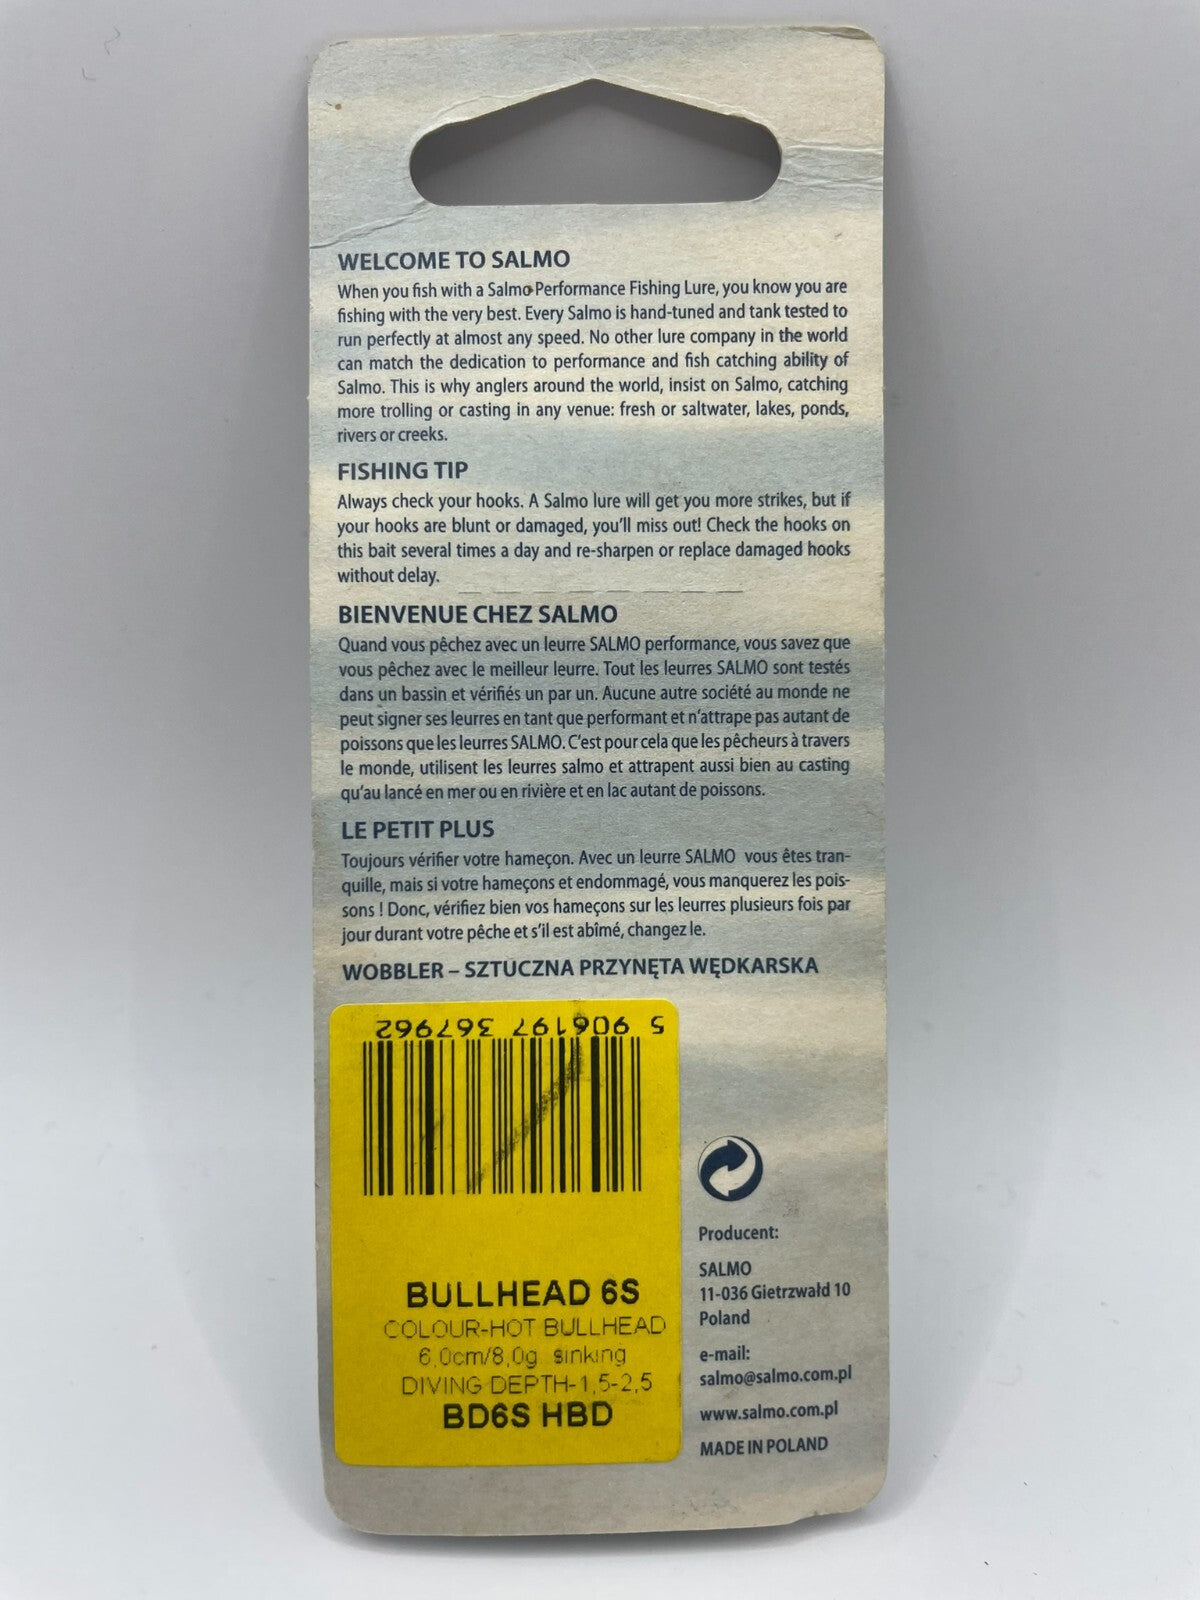 WELCOME TO SALMO
When you fish with a Salmo Performance Fishing Lure, you know you are
fishing with the very best. Every Salmo is hand-tuned and tank tested to
run perfectly at almost any speed. No other lure company in the world
can match the dedication to performance and fish catching ability of
Salmo. This is why anglers around the world, insist on Salmo, catching
more trolling or casting in any venue: fresh or saltwater, lakes, ponds,
rivers or creeks.
FISHING TIP
Always check your hooks. A Salmo lure will get you more strikes, but if
your hooks are blunt or damaged, you'll miss out! Check the hooks on
this bait several times a day and re-sharpen or replace damaged hooks
without delay.
BIENVENUE CHEZ SALMO
Quand vous pêchez avec un leurre SALMO performance, vous savez que
vous pêchez avec le meilleur leurre. Tout les leurres SALMO sont testés
dans un bassin et vérifiés un par un. Aucune autre société au monde ne
peut signer ses leurres en tant que performant et n'attrape pas autant de
poissons que les leurres SALMO. C'est pour cela que les pêcheurs à travers
le monde, utilisent les leurres salmo et attrapent aussi bien au casting
qu'au lancé en mer ou en rivière et en lac autant de poissons.
LE PETIT PLUS
Toujours vérifier votre hameçon. Avec un leurre SALMO vous êtes tran-
quille, mais si votre hameçons et endommagé, vous manquerez les pois-
sons ! Donc, vérifiez bien vos hameçons sur les leurres plusieurs fois par
jour durant votre pêche et s'il est abîmé, changez le.
WOBBLER – SZTUCZNA PRZYNĘTA WĘDKARSKA
5 906197 367962
BULLHEAD 6S
COLOUR-HOT BULLHEAD
6,0cm/8,0g sinking
DIVING DEPTH-1,5-2,5
BD6S HBD
Producent:
SALMO
11-036 Gietrzwałd 10
Poland
e-mail:
salmo@salmo.com.pl
www.salmo.com.pl
MADE IN POLAND